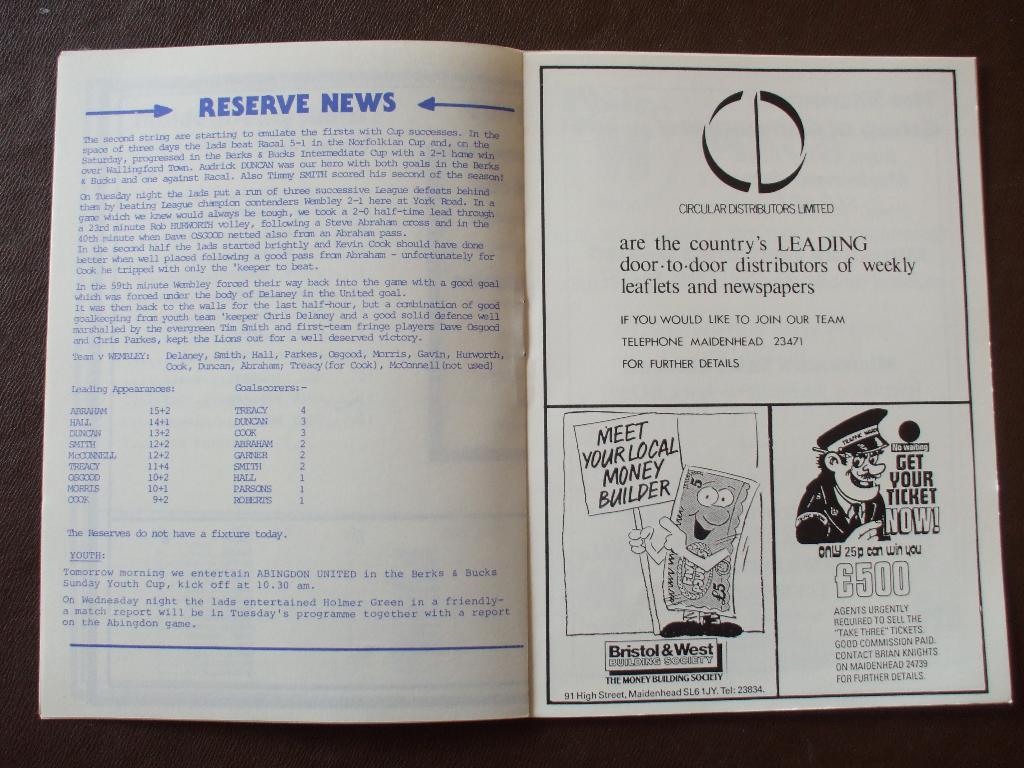 RESERVE NEWS
The second string are starting to emulate the firsts with Cup successes. In the
space of three days the lads beat Racal 5-1 in the Norfolkian Cup and, on the
Saturday, progressed in the Berks & Bucks Intermediate Cup with a 2-1 home win
over Wallingford Town. Audrick DUNCAN was our hero with both goals in the Berks
& Bucks and one against Racal. Also Timmy SMITH scored his second of the season!
On Tuesday night the lads put a run of three successive League defeats behind
them by beating League champion contenders Wembley 2-1 here at York Road. In a
game which we knew would always be tough, we took a 2-0 half-time lead through
a 23rd minute Rob HURWORTH volley, following a Steve Abraham cross and in the
40th minute when Dave OSGOOD netted also from an Abraham pass.
In the second half the lads started brightly and Kevin Cook should have done
better when well placed following a good pass from Abraham - unfortunately for
Cook he tripped with only the 'keeper to beat.
In the 59th minute Wembley forced their way back into the game with a good goal
which was forced under the body of Delaney in the United goal.
It was then back to the walls for the last half-hour, but a combination of good
goalkeeping from youth team 'keeper Chris Delaney and a good solid defence well
marshalled by the evergreen Tim Smith and first-team fringe players Dave Osgood
and Chris Parkes, kept the Lions out for a well deserved victory.
Team v WEMBLEY: Delaney, Smith, Hall, Parkes, Osgood, Morris, Gavin, Hurworth,
Cook, Duncan, Abraham; Treacy(for Cook), McConnell(not used)
Leading Appearances: Goalscorers:-
ABRAHAM 15+2 TREACY 4
HALL 14+1 DUNCAN 3
DUNCAN 13+2 COOK 3
SMITH 12+2 ABRAHAM 2
McCONNELL 12+2 GARNER 2
TREACY 11+4 SMITH 2
OSGOOD 10+2 HALL 1
MORRIS 10+1 PARSONS 1
COOK 9+2 ROBERTS 1
The Reserves do not have a fixture today.
YOUTH:
Tomorrow morning we entertain ABINGDON UNITED in the Berks & Bucks
Sunday Youth Cup, kick off at 10.30 am.
On Wednesday night the lads entertained Holmer Green in a friendly-
a match report will be in Tuesday's programme together with a report
on the Abingdon game.
CIRCULAR DISTRIBUTORS LIMITED
are the country's LEADING
door-to-door distributors of weekly
leaflets and newspapers
IF YOU WOULD LIKE TO JOIN OUR TEAM
TELEPHONE MAIDENHEAD 23471
FOR FURTHER DETAILS
MEET
YOUR LOCAL
MONEY
BUILDER
5
£5
Bristol & West
BUILDING SOCIETY
THE MONEY BUILDING SOCIETY
91 High Street, Maidenhead SL6 1JY. Tel: 23834.
TRAFFIC WARDEN
No waiting
GET
YOUR
TICKET
NOW!
ONLY 25p can win you
£500
AGENTS URGENTLY
REQUIRED TO SELL THE
"TAKE THREE" TICKETS.
GOOD COMMISSION PAID.
CONTACT BRIAN KNIGHTS
ON MAIDENHEAD 24739
FOR FURTHER DETAILS.